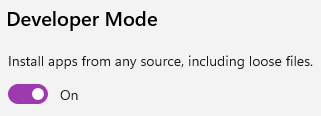 Developer Mode
Install apps from any source, including loose files.
On